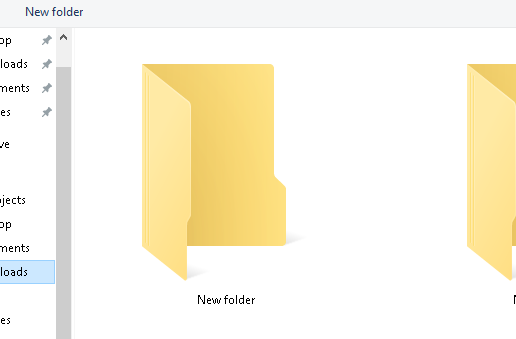 New folder
op
loads
ments
es
ve
jects
op
ments
loads
es
New folder